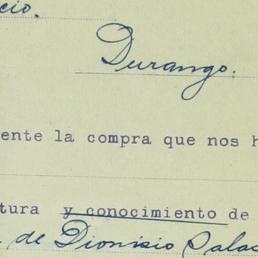 cio.
Durango.
ente la compra que nos h
tura y conocimiento de
de Dionisio Palac